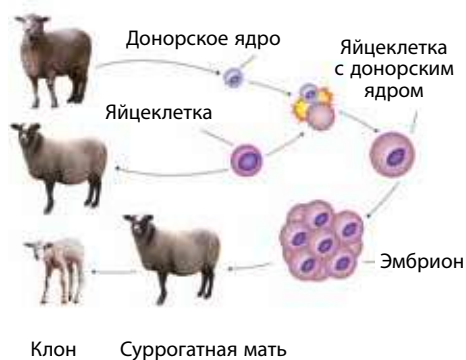 Донорское ядро
Яйцеклетка
с донорским
ядром
Яйцеклетка
Эмбрион
Клон
Суррогатная мать